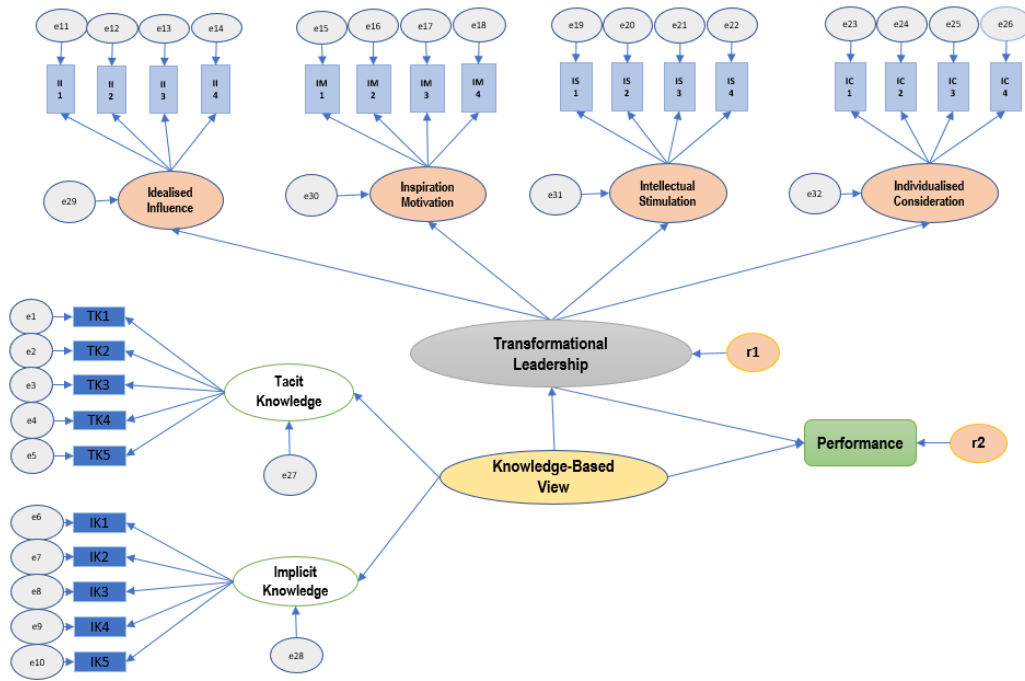 e11
e12
e13
e14
e15
e16
e17
e18
e19
e20
e21
e22
e23
e24
e25
e26
II
1
II
2
II
3
II
4
IM
1
IM
2
IM
3
IM
4
IS
1
IS
2
IS
3
IS
4
IC
1
IC
2
IC
3
IC
4
e29
Idealised
Influence
e30
Inspiration
Motivation
e31
Intellectual
Stimulation
e32
Individualised
Consideration
e1
TK1
e2
TK2
e3
TK3
e4
TK4
e5
TK5
Tacit
Knowledge
e27
Transformational
Leadership
r1
Knowledge-Based
View
Performance
r2
e6
IK1
e7
IK2
e8
IK3
e9
IK4
e10
IK5
Implicit
Knowledge
e28